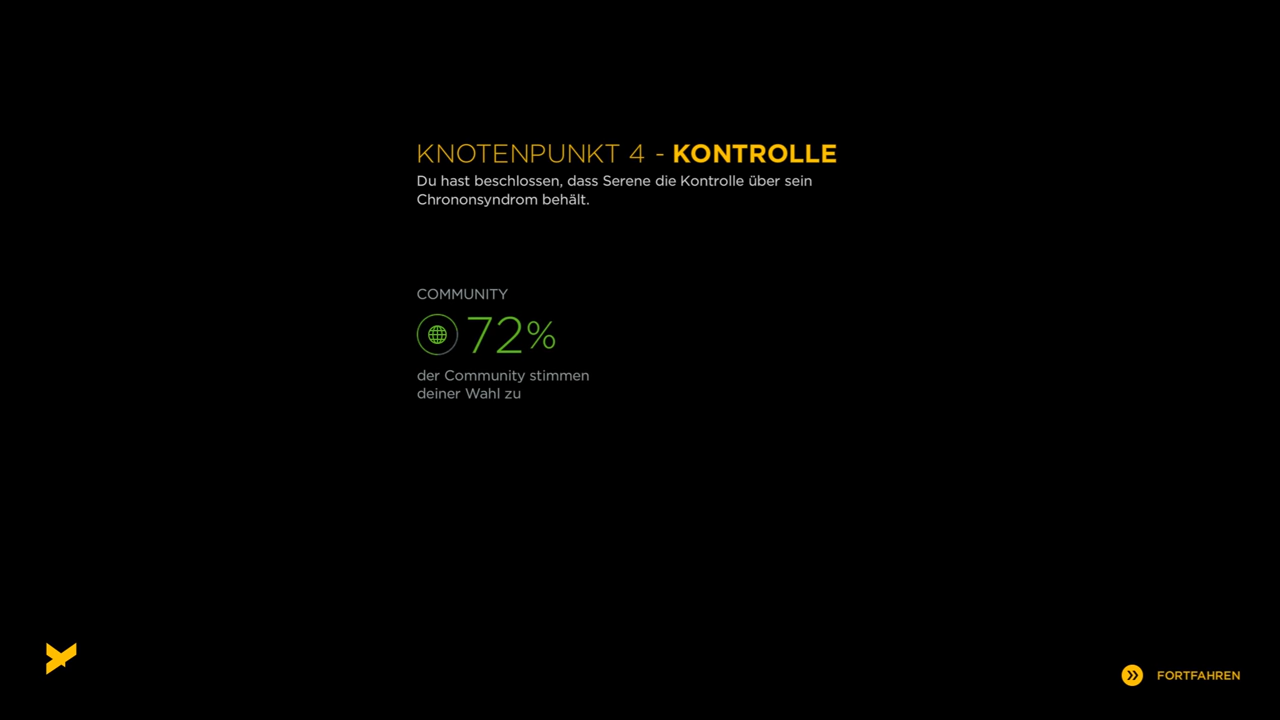 KNOTENPUNKT 4 - KONTROLLE
Du hast beschlossen, dass Serene die Kontrolle über sein
Chrononsyndrom behält.
COMMUNITY
72%
der Community stimmen
deiner Wahl zu
FORTFAHREN